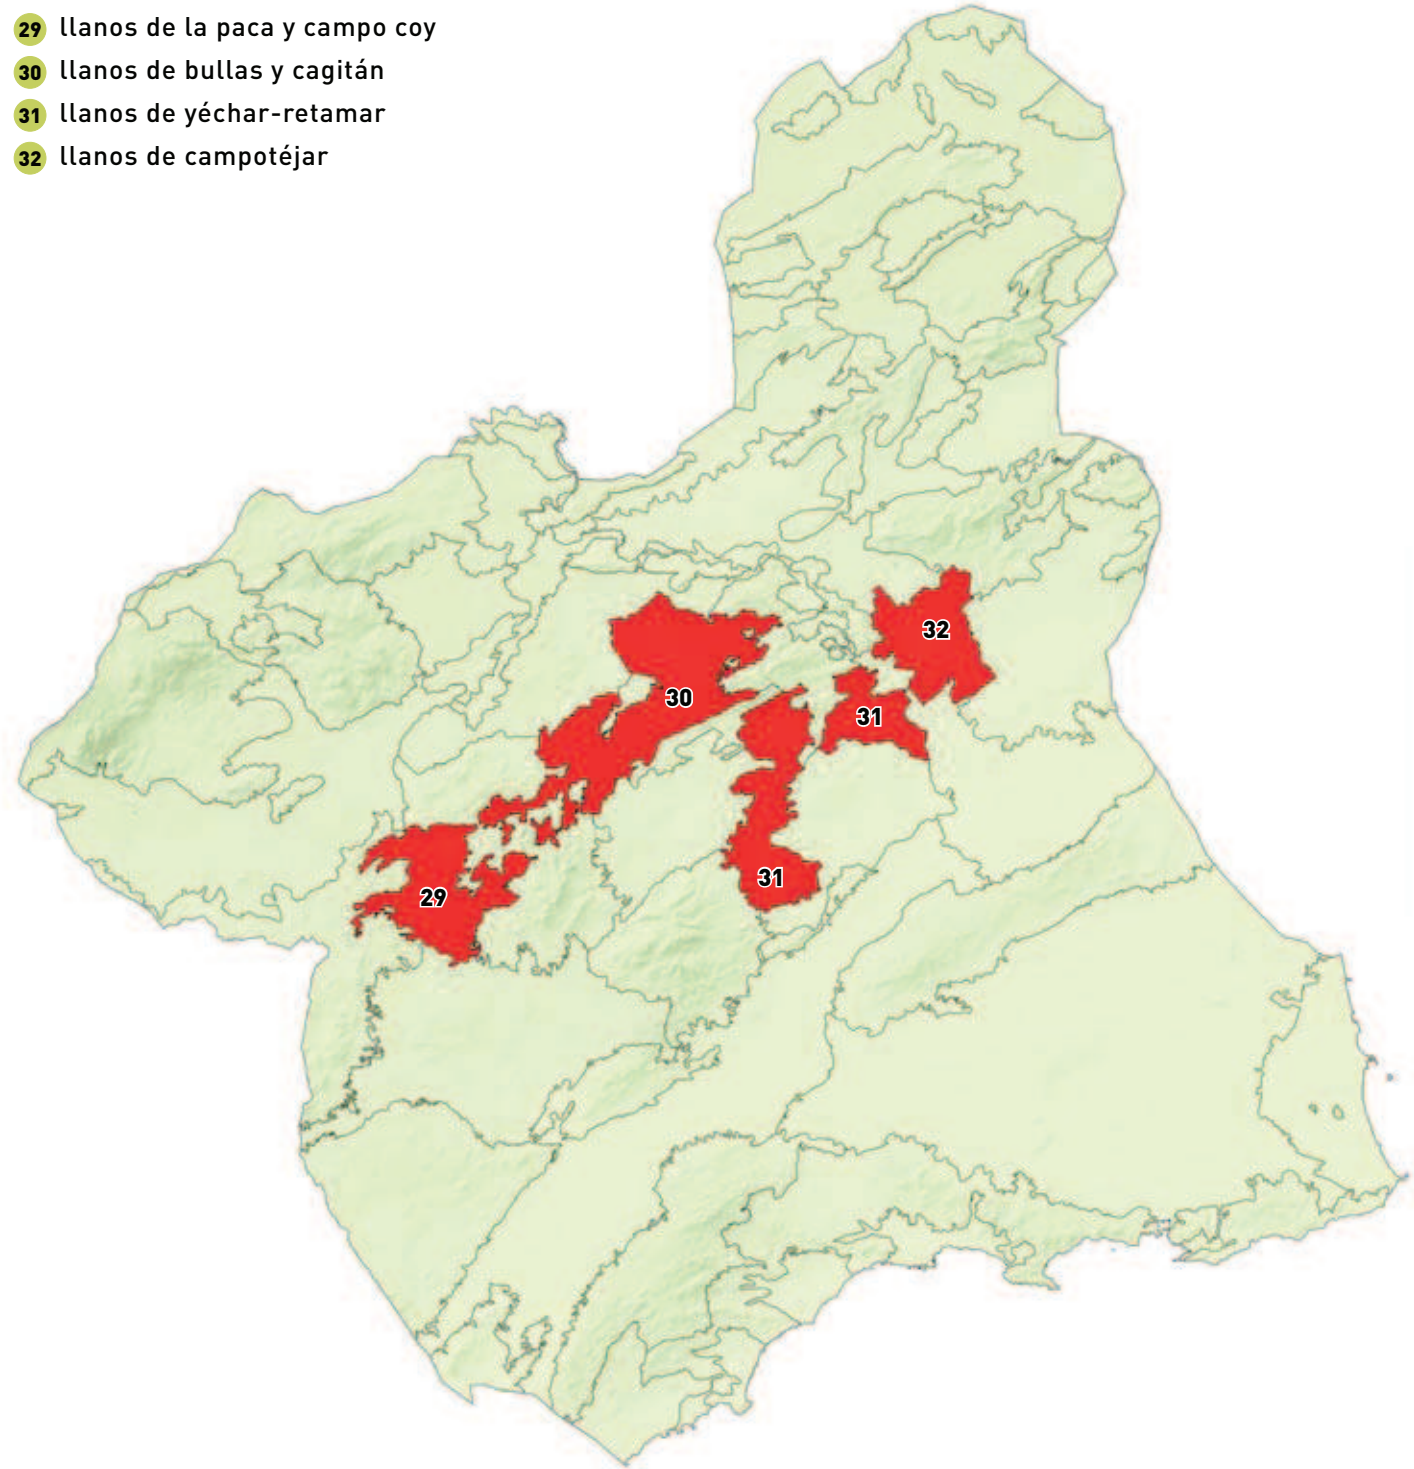 29 llanos de la paca y campo coy
30 llanos de bullas y cagitán
31 llanos de yéchar-retamar
32 llanos de campotéjar
32
30
31
31
29